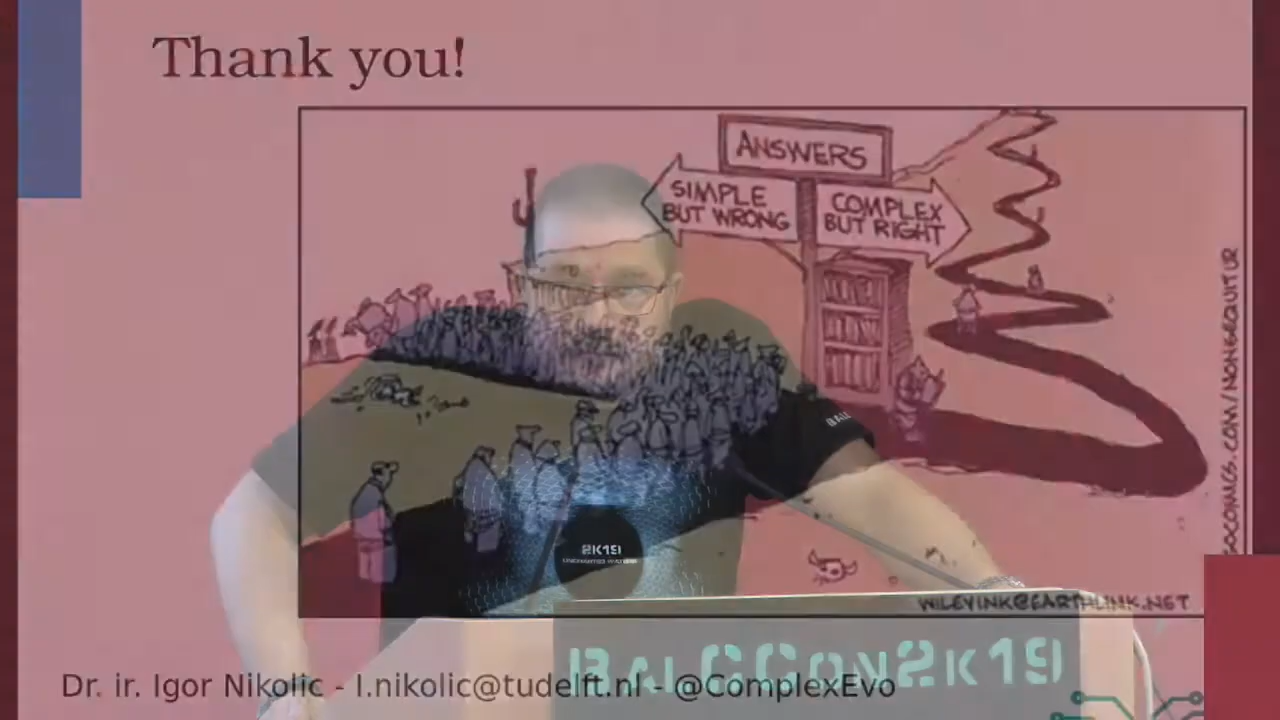 Thank you!
ANSWERS
SIMPLE
BUT WRONG
COMPLEX
BUT RIGHT
WILEYINK@EARTHLINK.NET
2K19
BALCCON2K19
Dr. ir. Igor Nikolic - I.nikolic@tudelft.nl - @ComplexEvo